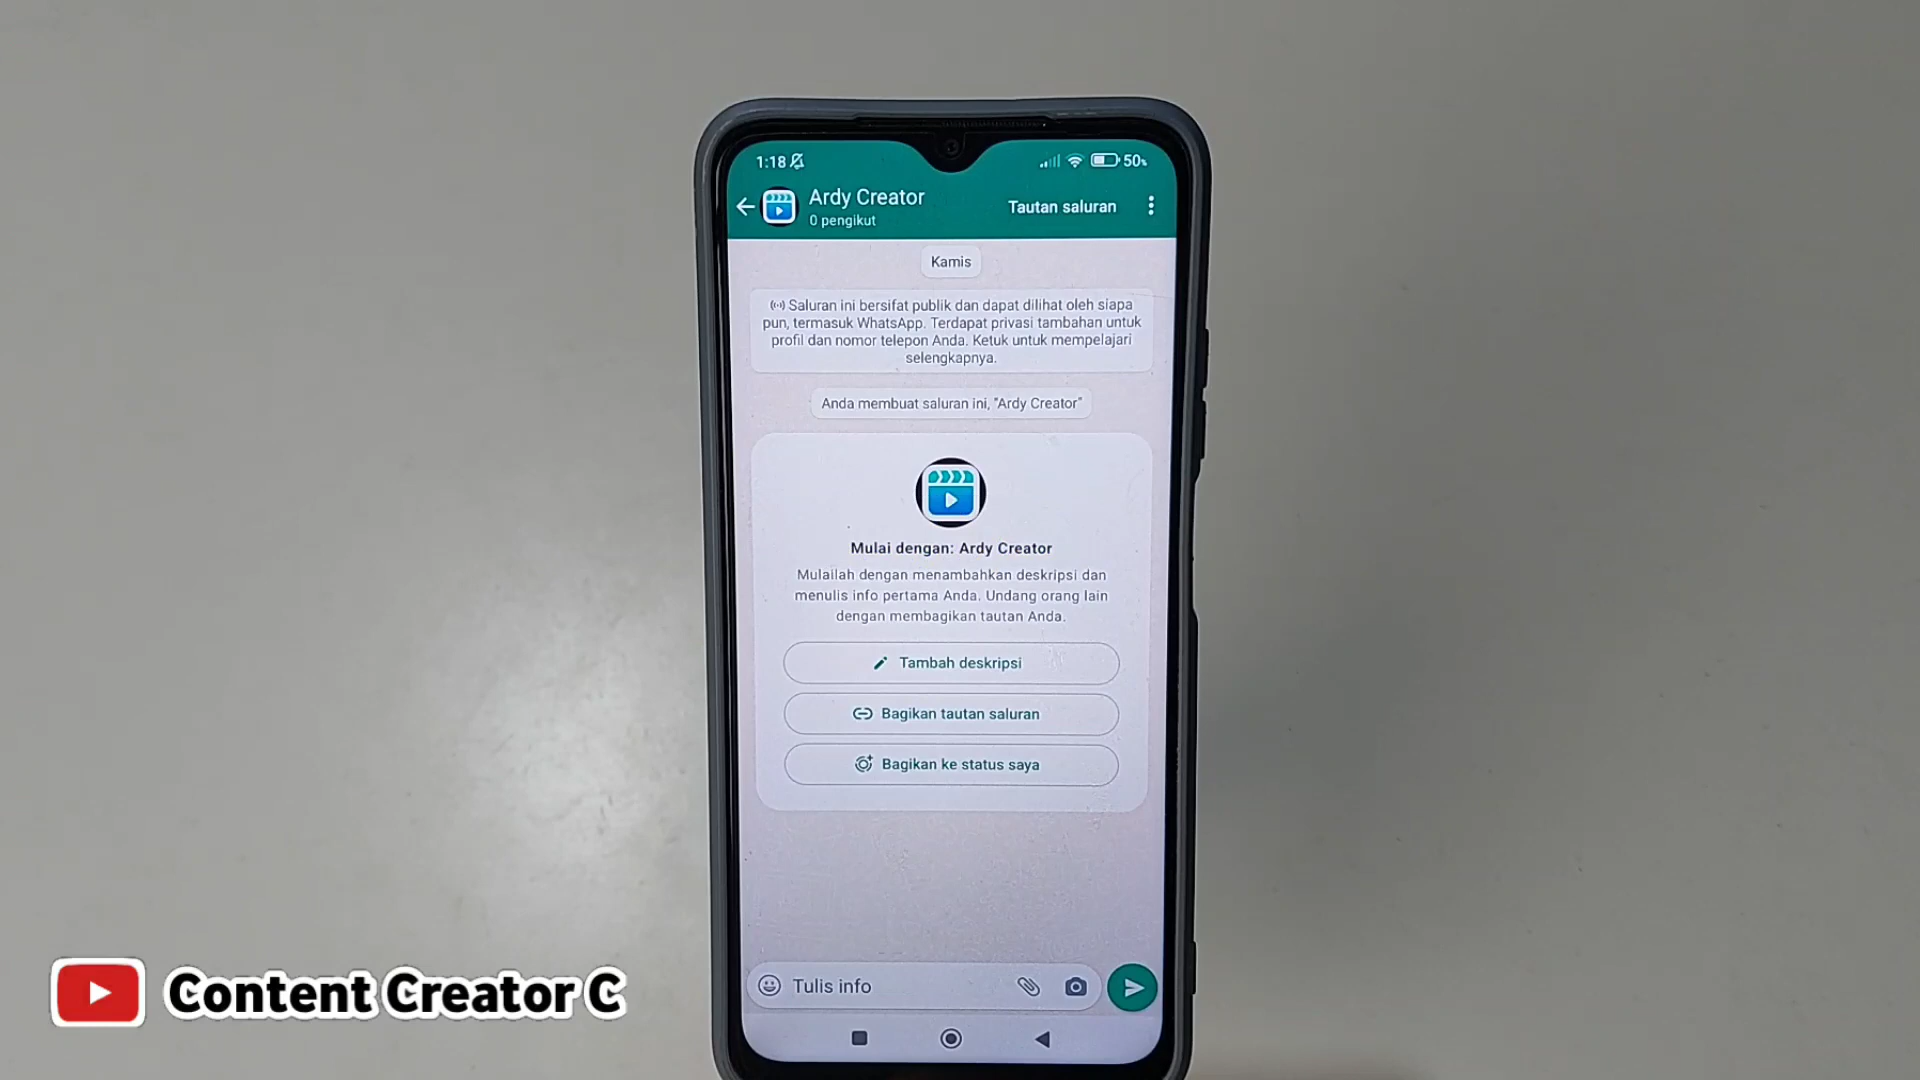 1:18
50%
Ardy Creator
0 pengikut
Tautan saluran
Kamis
Saluran ini bersifat publik dan dapat dilihat oleh siapa
pun, termasuk WhatsApp. Terdapat privasi tambahan untuk
profil dan nomor telepon Anda. Ketuk untuk mempelajari
selengkapnya.
Anda membuat saluran ini, "Ardy Creator"
Mulai dengan: Ardy Creator
Mulailah dengan menambahkan deskripsi dan
menulis info pertama Anda. Undang orang lain
dengan membagikan tautan Anda.
Tambah deskripsi
Bagikan tautan saluran
Bagikan ke status saya
Tulis info
Content Creator C